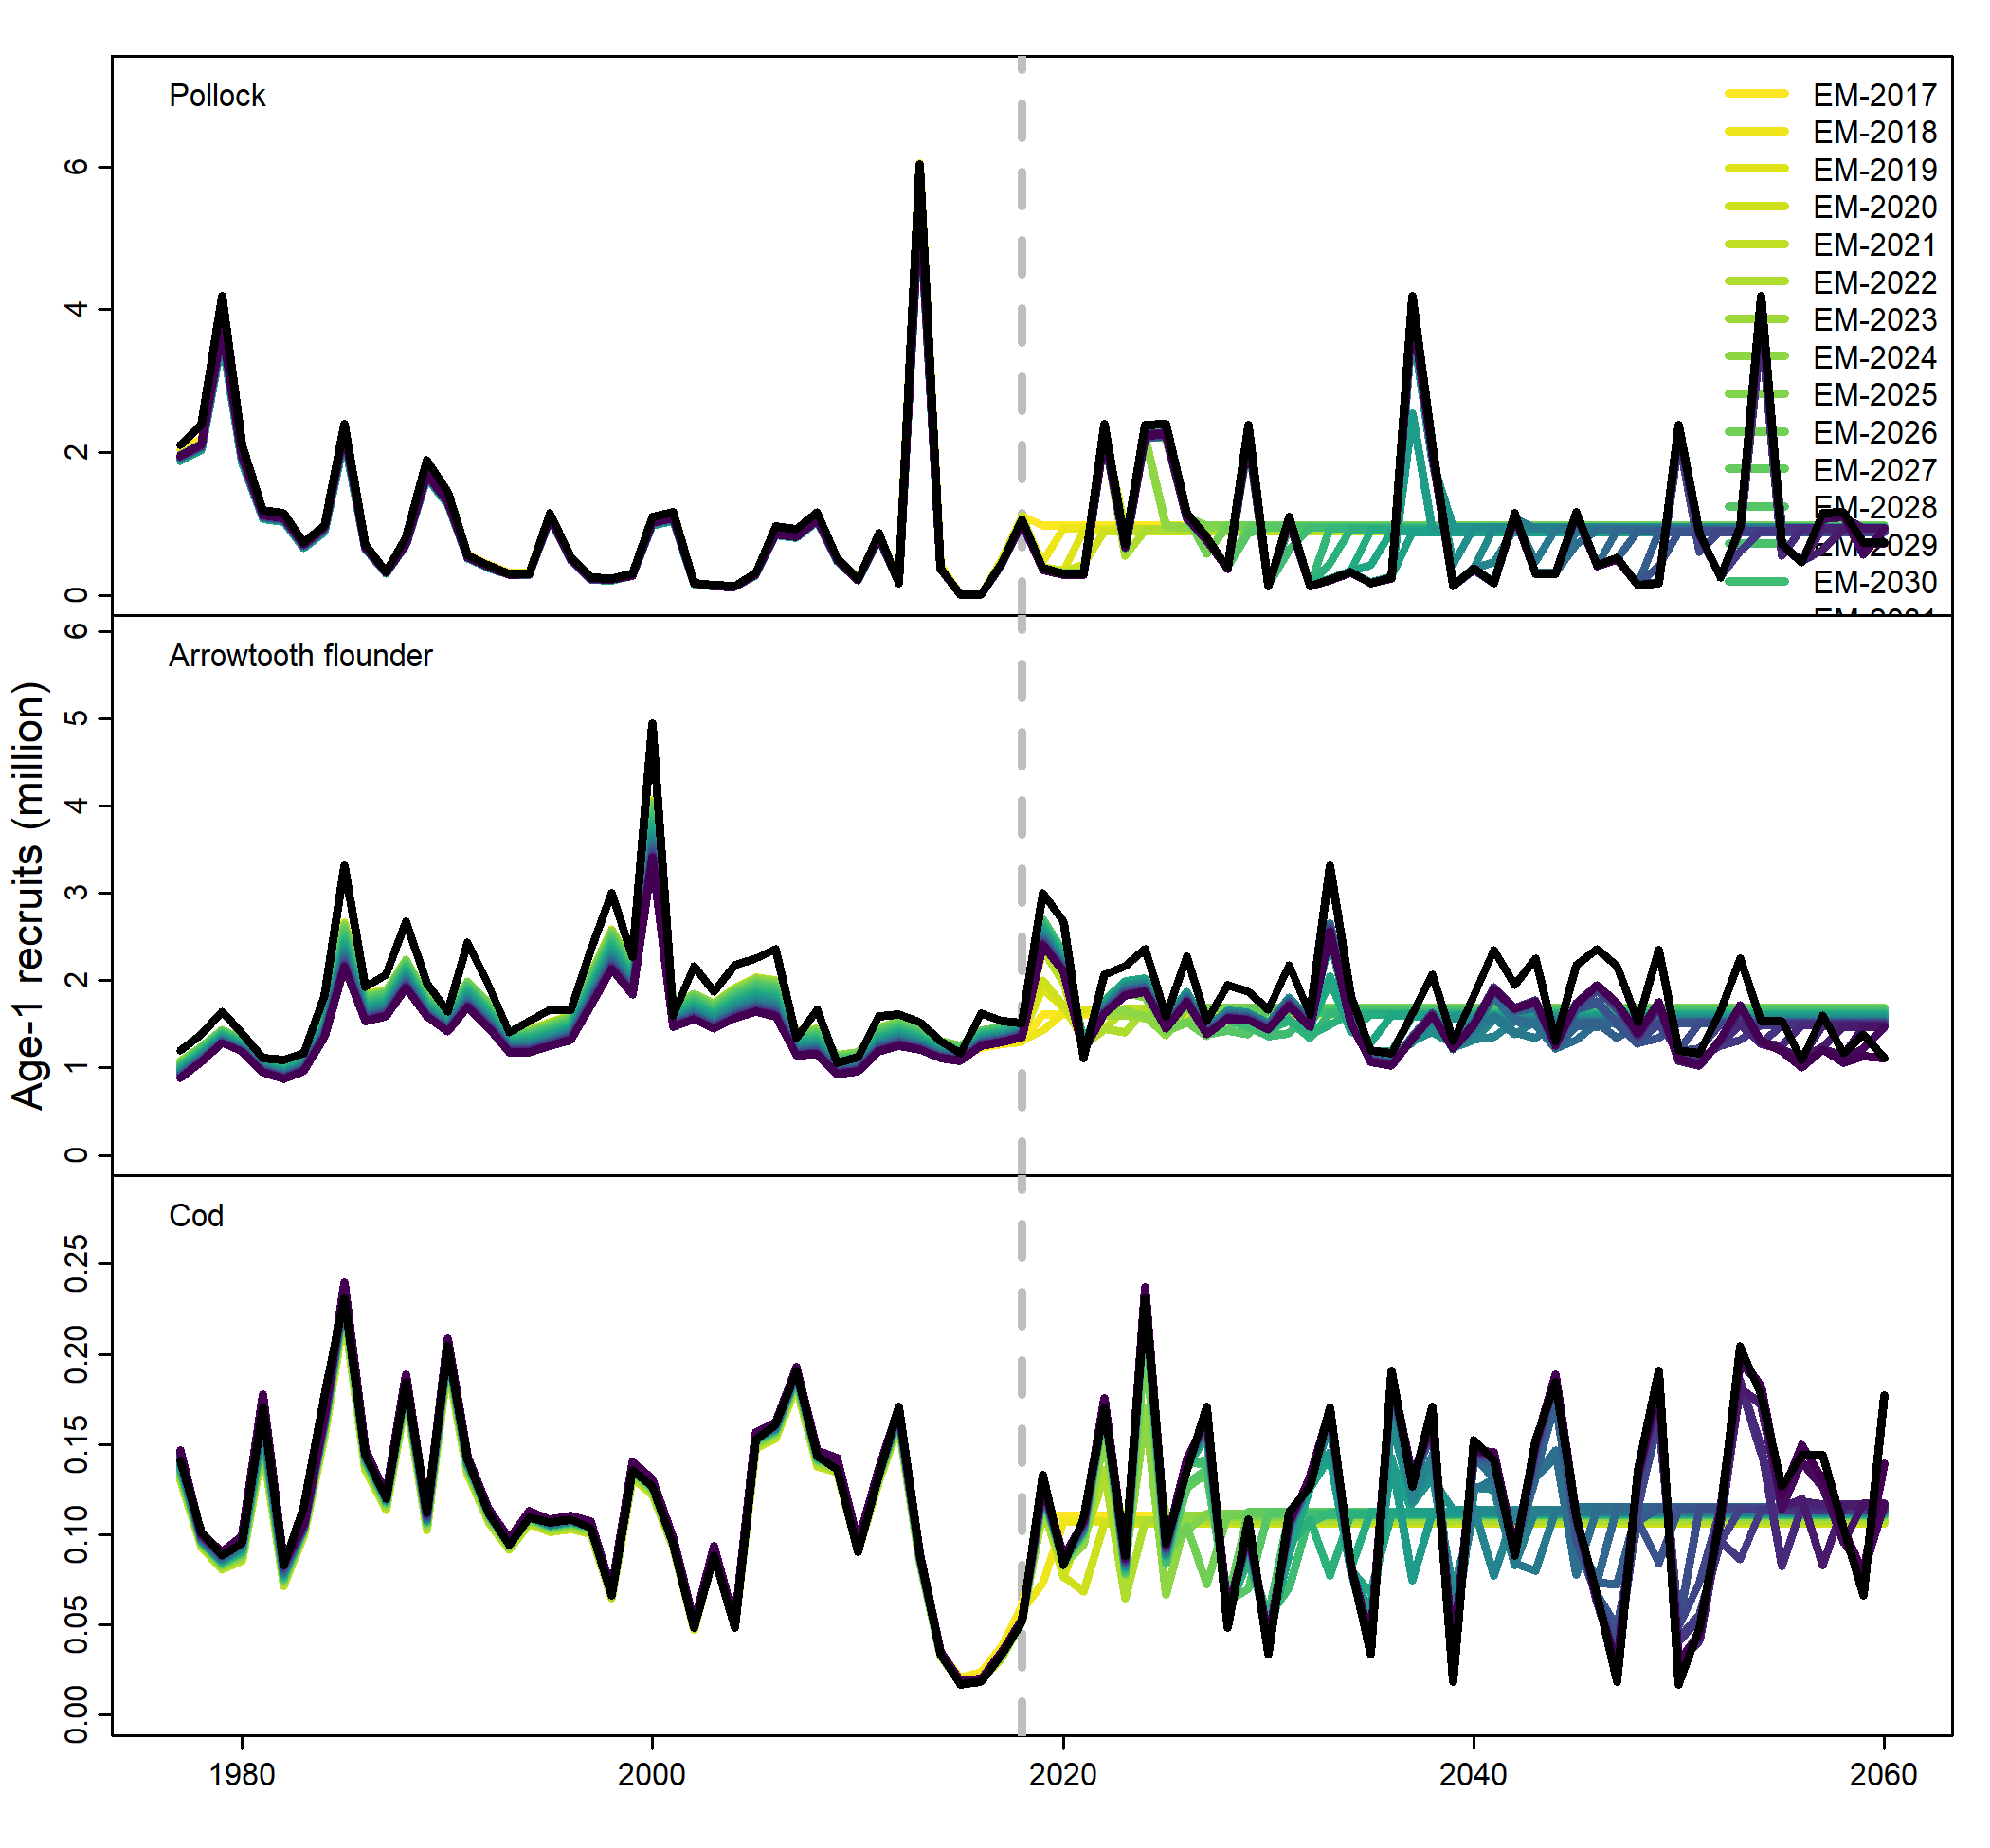 Pollock
EM-2017
EM-2018
EM-2019
EM-2020
EM-2021
EM-2022
EM-2023
EM-2024
EM-2025
EM-2026
EM-2027
EM-2028
EM-2029
EM-2030
6
4
2
0
Arrowtooth flounder
6
5
4
3
2
1
0
Age-1 recruits (million)
Cod
0.25
0.20
0.15
0.10
0.05
0.00
1980
2000
2020
2040
2060